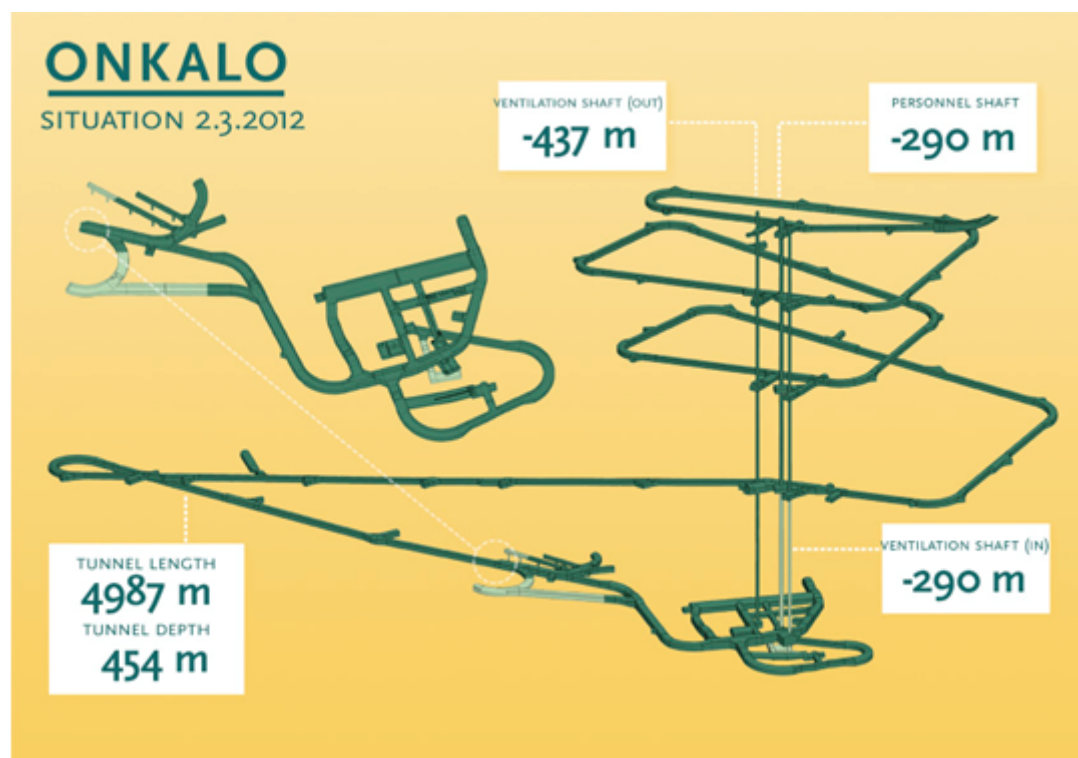 ONKALO
SITUATION 2.3.2012
VENTILATION SHAFT (OUT)
-437 m
PERSONNEL SHAFT
-290 m
TUNNEL LENGTH
4987 m
TUNNEL DEPTH
454 m
VENTILATION SHAFT (IN)
-290 m